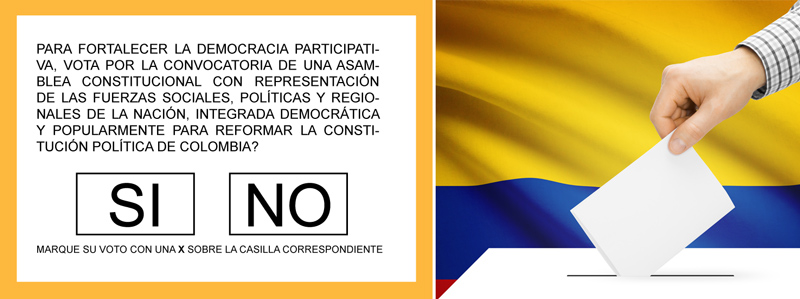 PARA FORTALECER LA DEMOCRACIA PARTICIPATI-
VA, VOTA POR LA CONVOCATORIA DE UNA ASAM-
BLEA CONSTITUCIONAL CON REPRESENTACIÓN
DE LAS FUERZAS SOCIALES, POLÍTICAS Y REGIO-
NALES DE LA NACIÓN, INTEGRADA DEMOCRÁTICA
Y POPULARMENTE PARA REFORMAR LA CONSTI-
TUCIÓN POLÍTICA DE COLOMBIA?
SI NO
MARQUE SU VOTO CON UNA X SOBRE LA CASILLA CORRESPONDIENTE